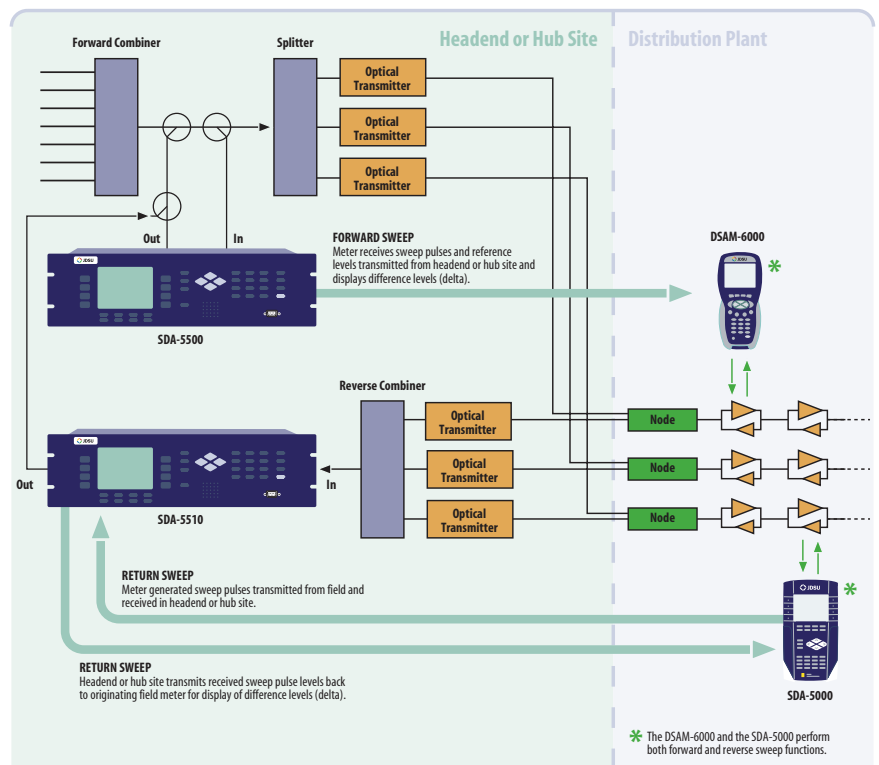 Headend or Hub Site
Distribution Plant
Forward Combiner
Splitter
Optical
Transmitter
Optical
Transmitter
Optical
Transmitter
Out
In
JDSU
SDA-5500
FORWARD SWEEP
Meter receives sweep pulses and reference
levels transmitted from headend or hub site and
displays difference levels (delta).
DSAM-6000
*
JDSU
Reverse Combiner
Optical
Transmitter
Optical
Transmitter
Optical
Transmitter
Node
Node
Node
JDSU
Out
In
SDA-5510
RETURN SWEEP
Meter generated sweep pulses transmitted from field and
received in headend or hub site.
RETURN SWEEP
Headend or hub site transmits received sweep pulse levels back
to originating field meter for display of difference levels (delta).
JDSU
*
SDA-5000
* The DSAM-6000 and the SDA-5000 perform
both forward and reverse sweep functions.